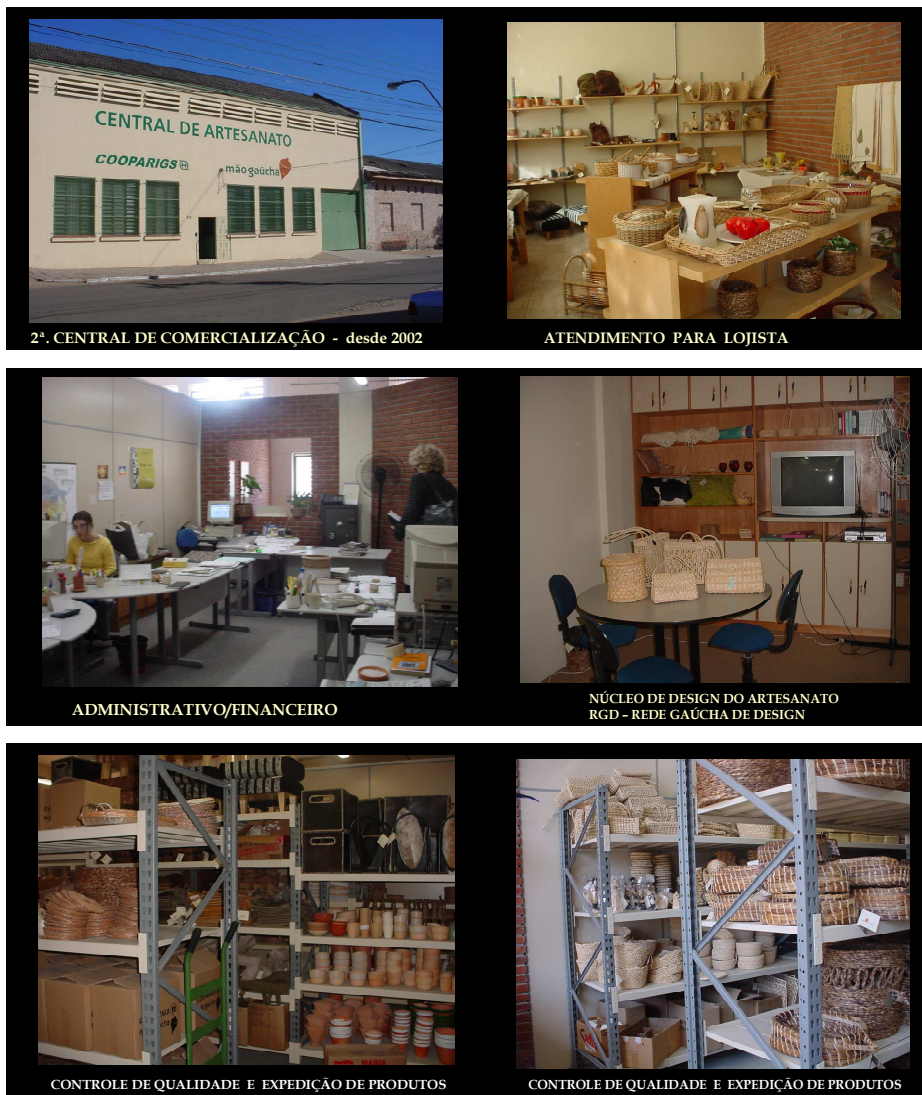 CENTRAL DE ARTESANATO
COOPARIGS
mão gaúcha
2ª. CENTRAL DE COMERCIALIZAÇÃO - desde 2002
ATENDIMENTO PARA LOJISTA
ADMINISTRATIVO/FINANCEIRO
NÚCLEO DE DESIGN DO ARTESANATO
RGD – REDE GAÚCHA DE DESIGN
CONTROLE DE QUALIDADE E EXPEDIÇÃO DE PRODUTOS
CONTROLE DE QUALIDADE E EXPEDIÇÃO DE PRODUTOS